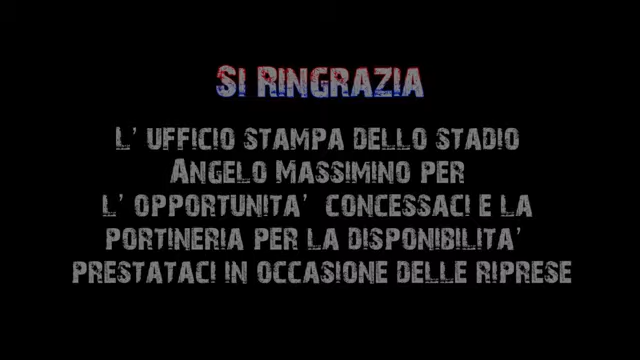 SI RINGRAZIA
L' UFFICIO STAMPA DELLO STADIO
ANGELO MASSIMINO PER
L' OPPORTUNITA' CONCESSACI E LA
PORTINERIA PER LA DISPONIBILITA'
PRESTATACI IN OCCASIONE DELLE RIPRESE